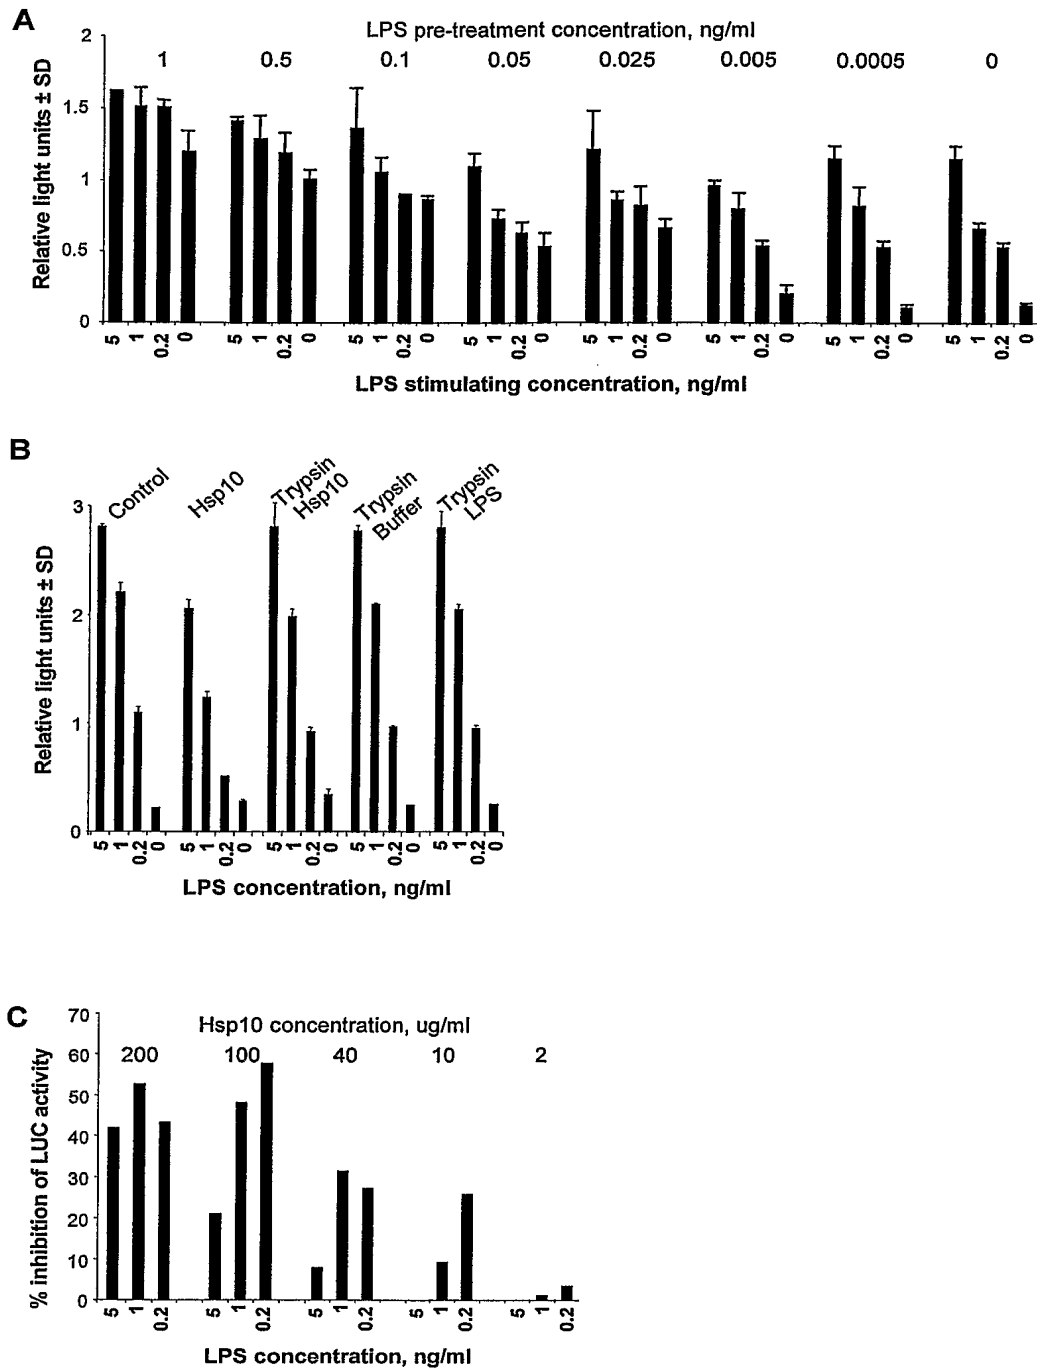 A
LPS pre-treatment concentration, ng/ml
1 0.5 0.1 0.05 0.025 0.005 0.0005 0
Relative light units ± SD
2
1.5
1
0.5
0
5 1 0.2 0 5 1 0.2 0 5 1 0.2 0 5 1 0.2 0 5 1 0.2 0 5 1 0.2 0 5 1 0.2 0 5 1 0.2 0
LPS stimulating concentration, ng/ml
B
Control
Hsp10
Trypsin
Hsp10
Trypsin
Buffer
Trypsin
LPS
Relative light units ± SD
3
2
1
0
5 1 0.2 0 5 1 0.2 0 5 1 0.2 0 5 1 0.2 0 5 1 0.2 0
LPS concentration, ng/ml
C
Hsp10 concentration, ug/ml
200 100 40 10 2
% inhibition of LUC activity
70
60
50
40
30
20
10
0
5 1 0.2 5 1 0.2 5 1 0.2 5 1 0.2 5 1 0.2
LPS concentration, ng/ml